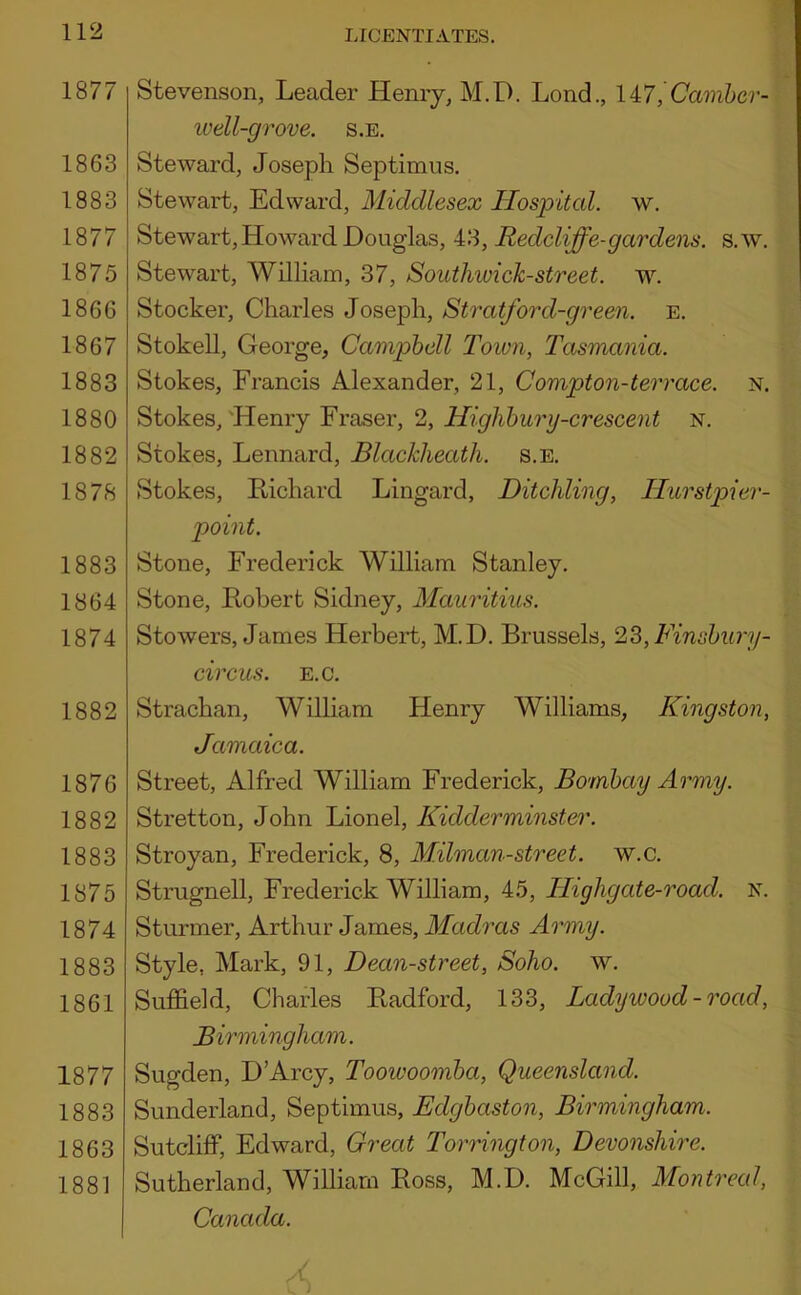 112
LICENTIATES.
1877 Stevenson, Leader Henry, M.D. Lond., 147, Camber-
well-grove. S.E.
1863 Steward, Joseph Septimus.
1883 Stewart, Edward, Middlesex Hospital. W.
1877 Stewart, Howard Douglas, 43, Redcliffe-gardens. S.W.
1875 Stewart, William, 37, Southwick-street. W.
1866 Stocker, Charles Joseph, Stratford-green. E.
1867 Stokell, George, Campbell Town, Tasmania.
1883 Stokes, Francis Alexander, 21, Compton-terrace. N.
1880 Stokes, Henry Fraser, 2, Highbury-crescent N.
1882 Stokes, Lennard, Blackheath. S.E.
1878 Stokes, Richard Lingard, Ditchling, Hurstpier-
point.
1883 Stone, Frederick William Stanley.
1864 Stone, Robert Sidney, Mauritius.
1874 Stowers, James Herbert, M.D. Brussels, 23, Finsbury-
circus. E.C.
1882 Strachan, William Henry Williams, Kingston,
Jamaica.
1876 Street, Alfred William Frederick, Bombay Army.
1882 Stretton, John Lionel, Kidderminster.
1883 Stroyan, Frederick, 8, Milman-street. W.C.
1875 Strugnell, Frederick William, 45, Highgate-road. N.
1874 Sturmer, Arthur James, Madras Army.
1883 Style, Mark, 91, Dean-street, Soho. W.
1861 Suffield, Charles Radford, 133, Ladywood-road,
Birmingham.
1877 Sugden, D'Arcy, Toowoomba, Queensland.
1883 Sunderland, Septimus, Edgbaston, Birmingham.
1863 Sutcliff, Edward, Great Torrington, Devonshire.
1881 Sutherland, William Ross, M.D. McGill, Montreal,
Canada.